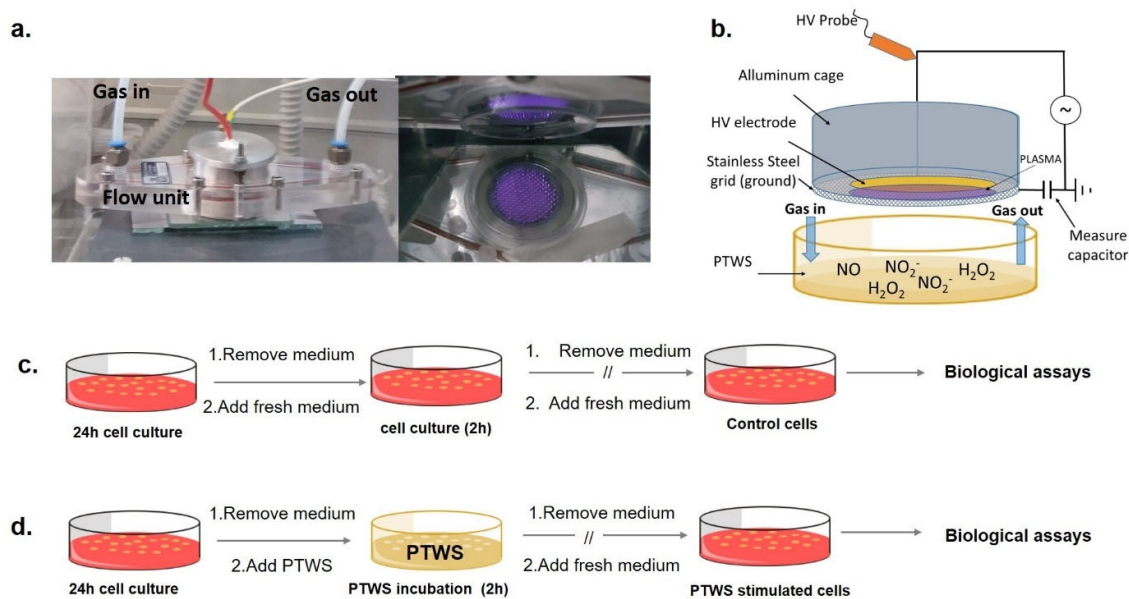 a.
Gas in
Gas out
Flow unit
b.
HV Probe
Alluminum cage
HV electrode
Stainless Steel
grid (ground)
PLASMA
~
Gas in
Gas out
Measure
capacitor
PTWS
NO
NO₂⁻
H₂O₂
H₂O₂
NO₂⁻
c.
1.Remove medium
2.Add fresh medium
24h cell culture
cell culture (2h)
1. Remove medium
//
2. Add fresh medium
Control cells
Biological assays
d.
1.Remove medium
2.Add PTWS
24h cell culture
PTWS
PTWS incubation (2h)
1.Remove medium
//
2.Add fresh medium
PTWS stimulated cells
Biological assays